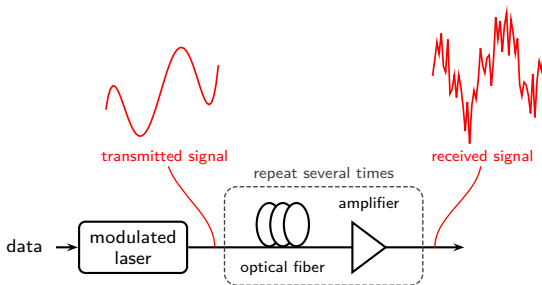 transmitted signal
received signal
repeat several times
amplifier
data
modulated
laser
optical fiber